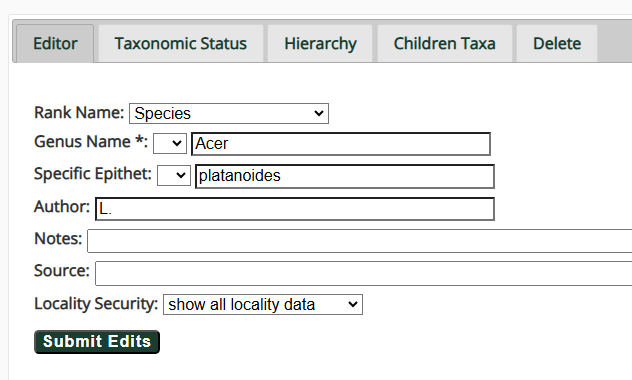 Editor Taxonomic Status Hierarchy Children Taxa Delete
Rank Name: Species
Genus Name *: Acer
Specific Epithet: platanoides
Author: L.
Notes:
Source:
Locality Security: show all locality data
Submit Edits